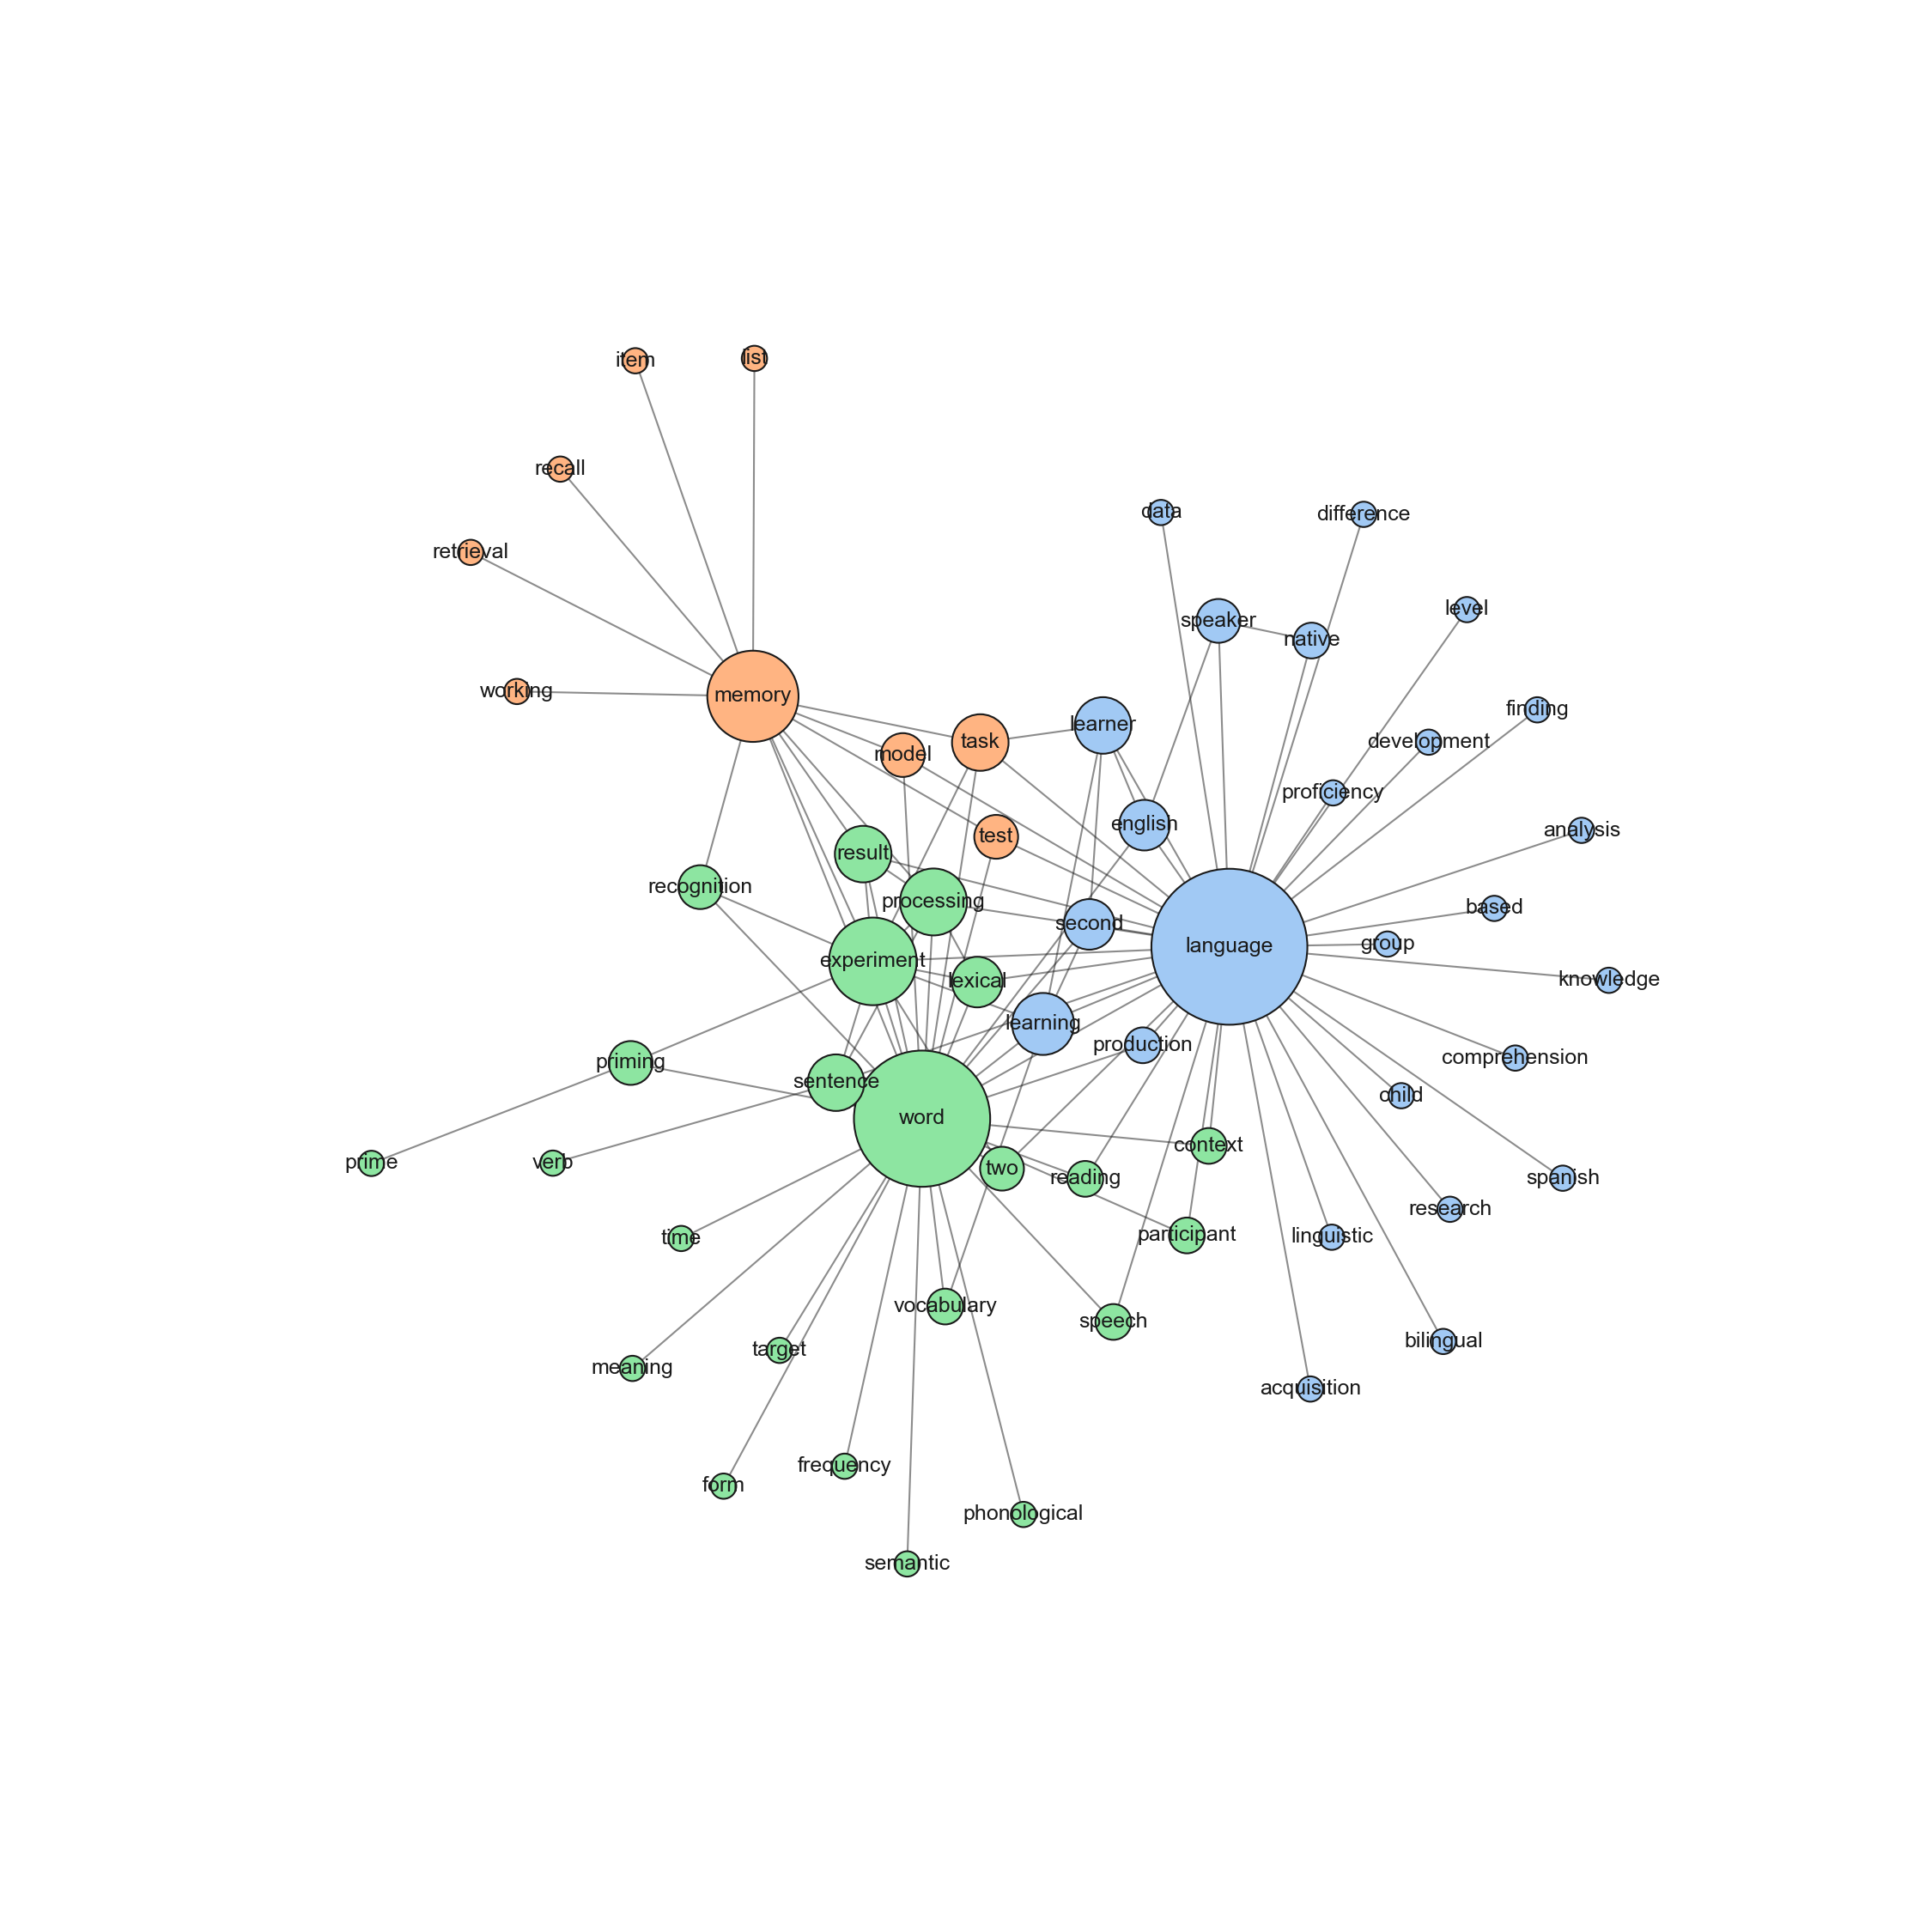 item
list
recall
data
difference
retrieval
level
speaker
native
working
memory
finding
learner
task
development
model
proficiency
english
analysis
test
result
recognition
processing
based
second
group
language
experiment
knowledge
lexical
learning
production
comprehension
priming
sentence
child
word
context
prime
verb
two
reading
spanish
research
participant
linguistic
time
vocabulary
speech
bilingual
target
meaning
acquisition
frequency
form
phonological
semantic